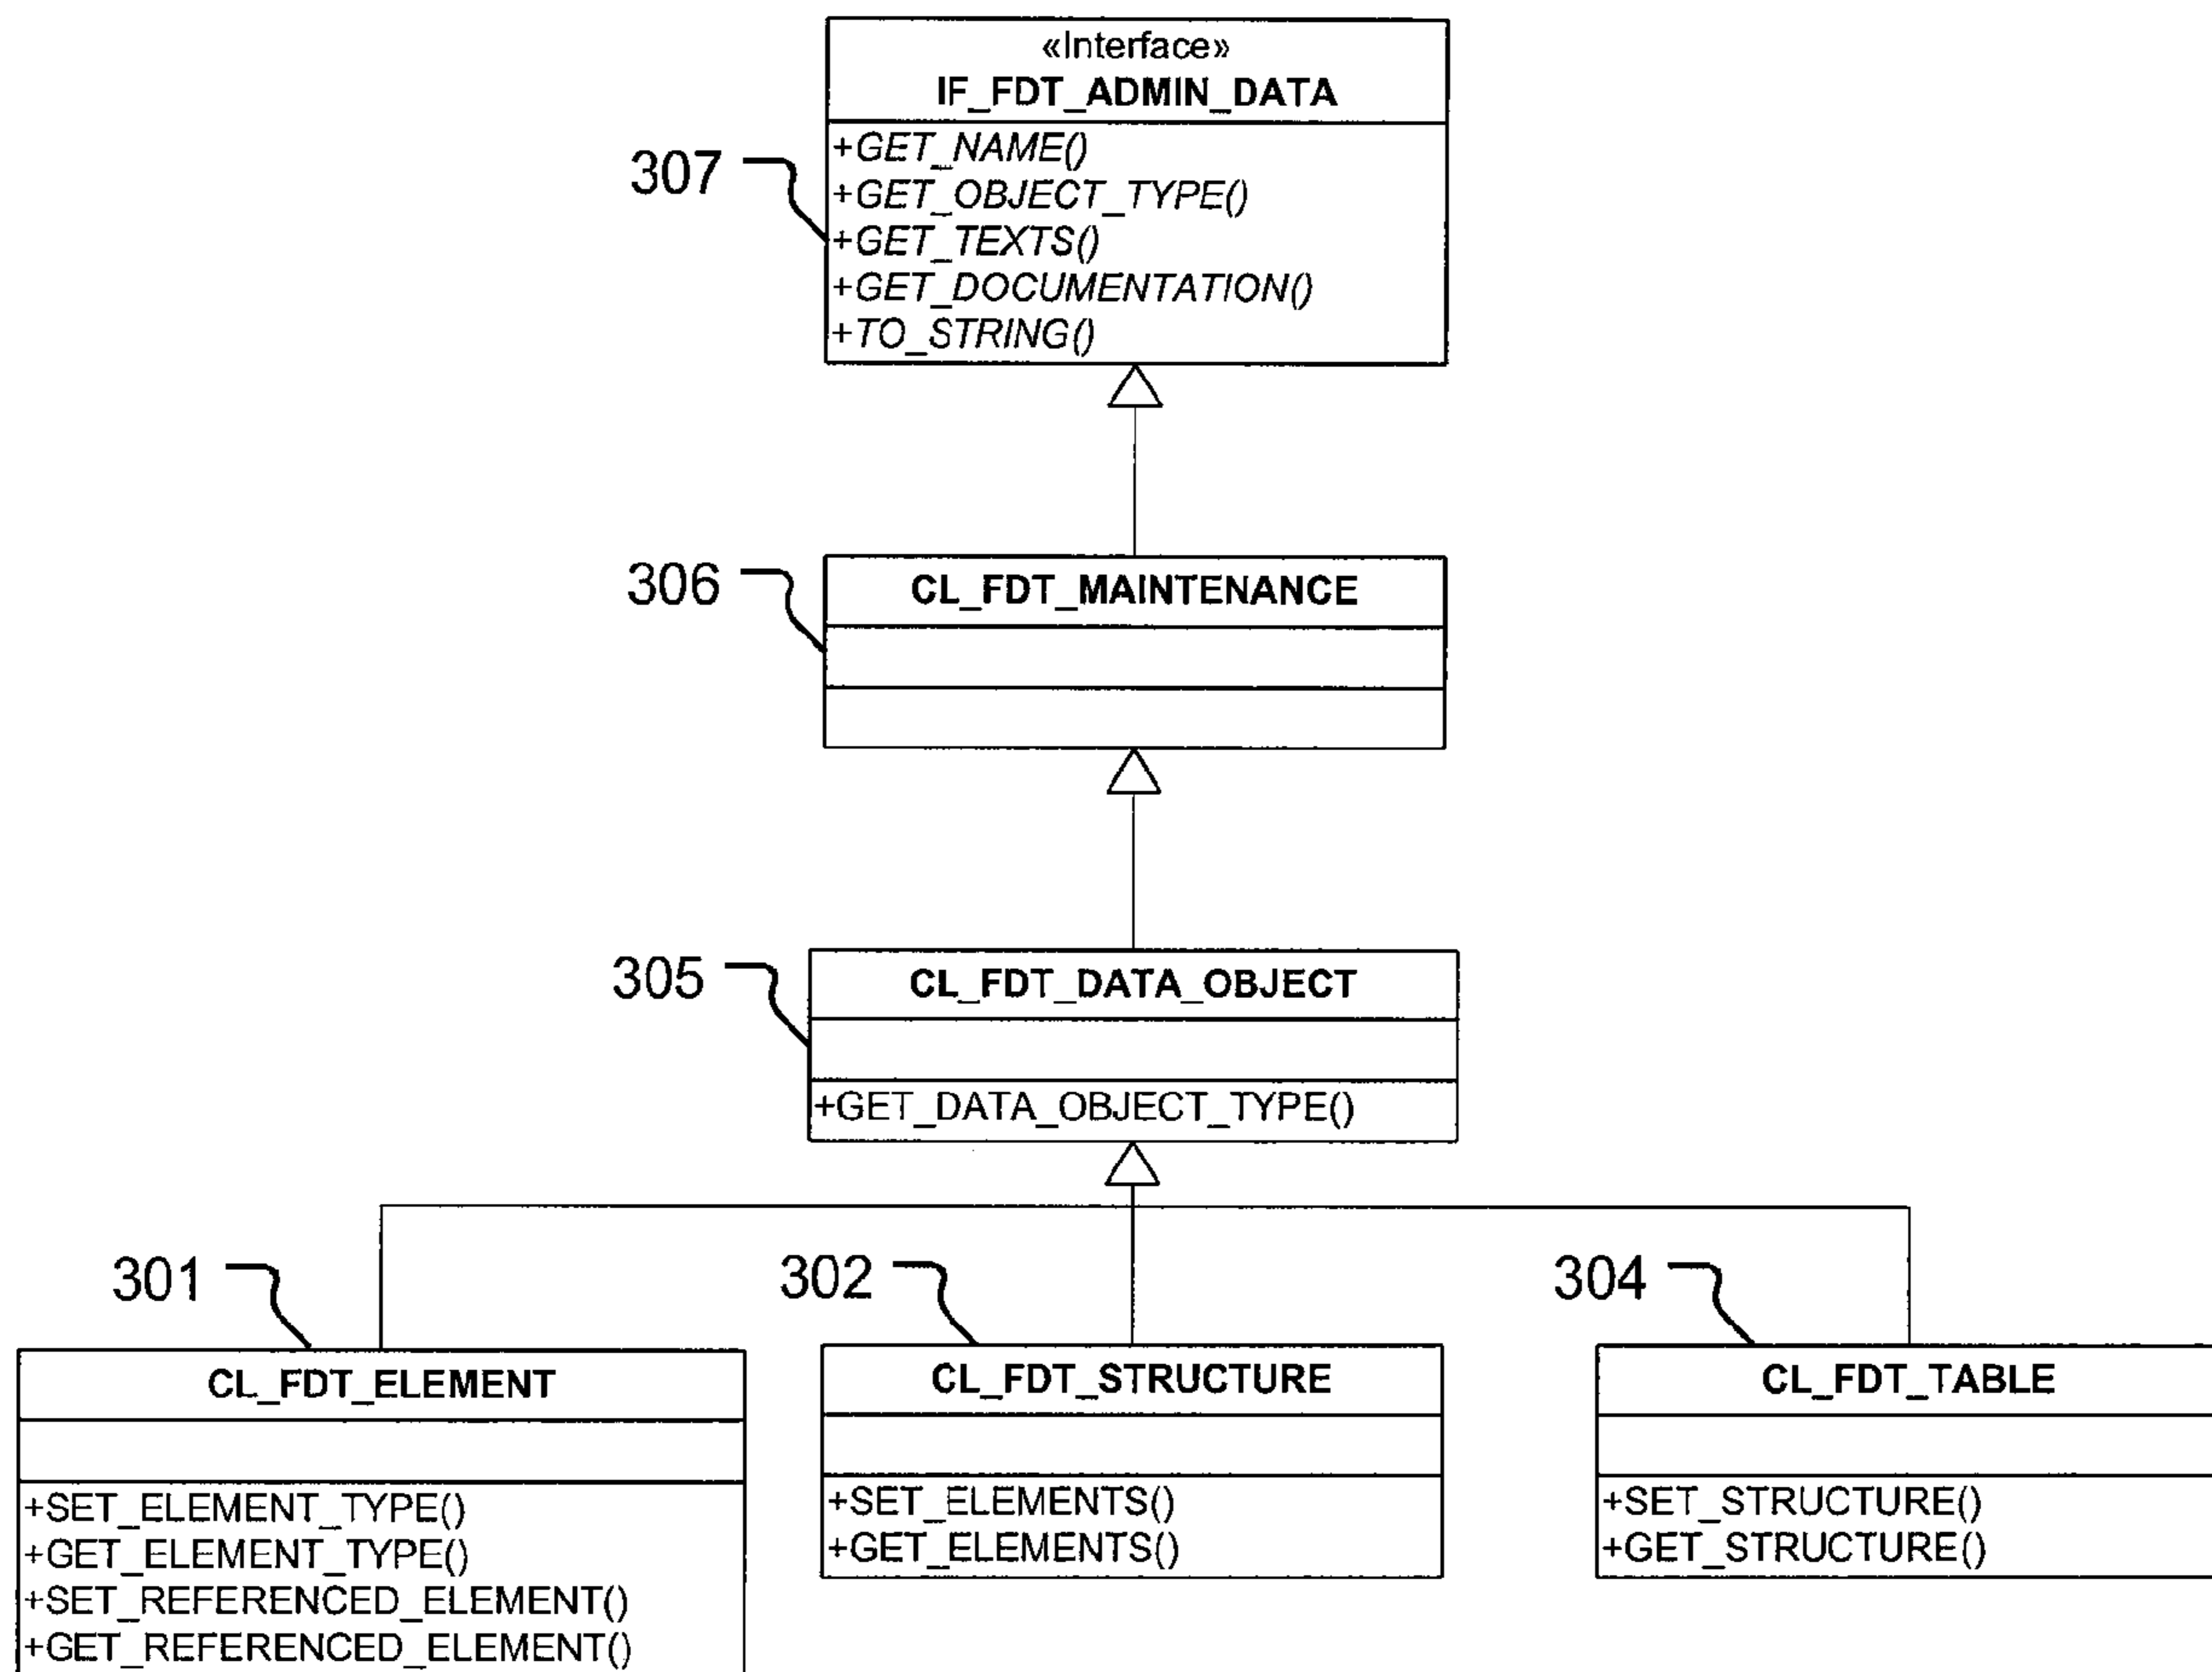 «Interface»
IF_FDT_ADMIN_DATA
307
+GET_NAME()
+GET_OBJECT_TYPE()
+GET_TEXTS()
+GET_DOCUMENTATION()
+TO_STRING()
306
CL_FDT_MAINTENANCE
305
CL_FDT_DATA_OBJECT
+GET_DATA_OBJECT_TYPE()
301
CL_FDT_ELEMENT
+SET_ELEMENT_TYPE()
+GET_ELEMENT_TYPE()
+SET_REFERENCED_ELEMENT()
+GET_REFERENCED_ELEMENT()
302
CL_FDT_STRUCTURE
+SET_ELEMENTS()
+GET_ELEMENTS()
304
CL_FDT_TABLE
+SET_STRUCTURE()
+GET_STRUCTURE()